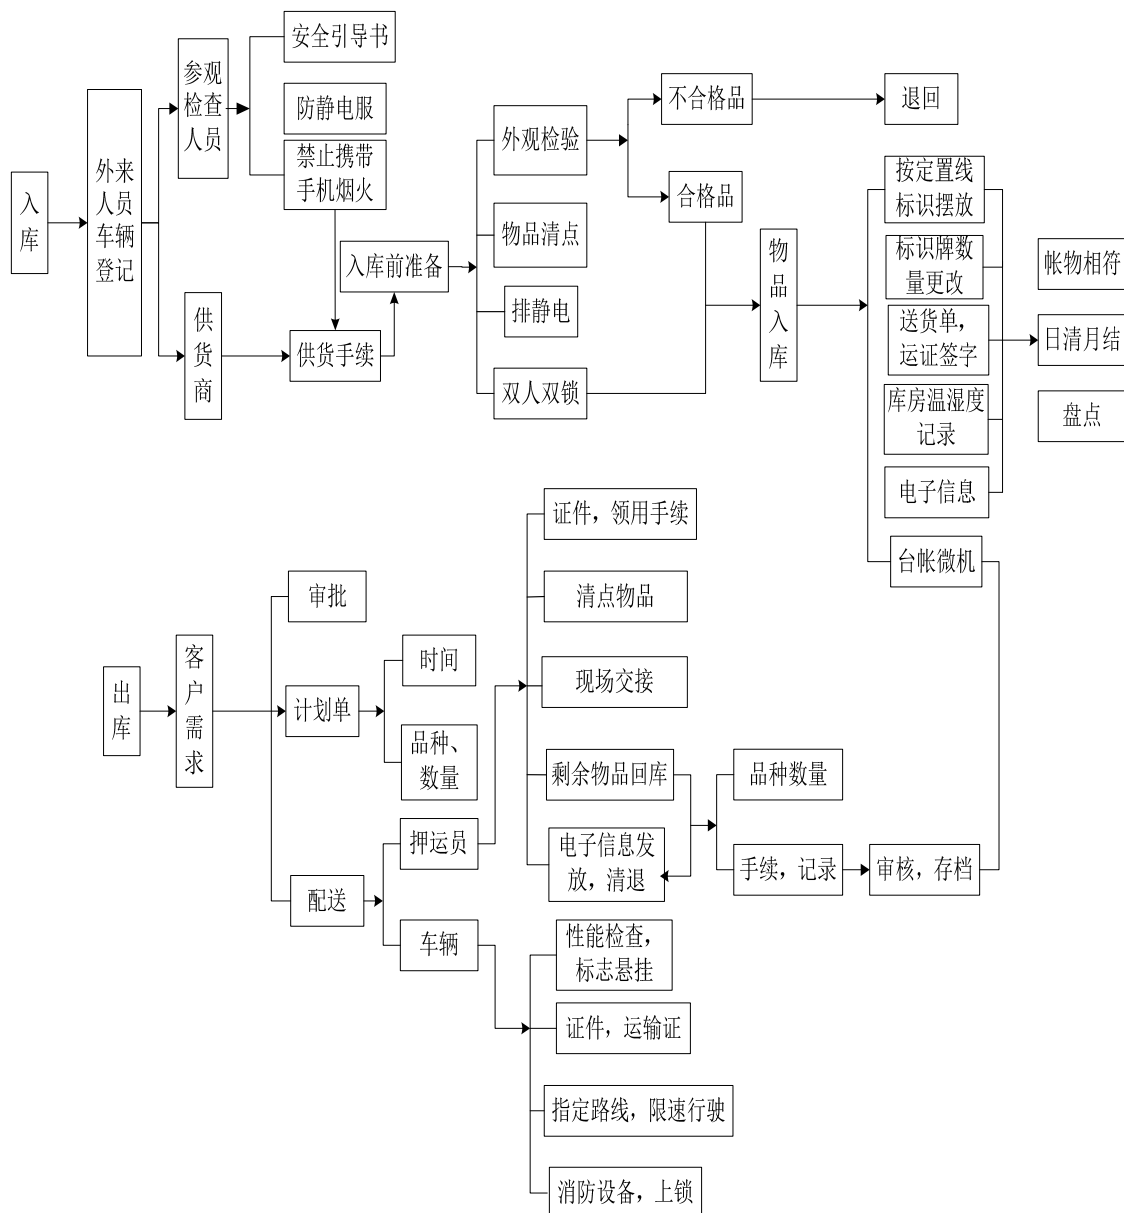 入库
外来
人员
车辆
登记
参观
检查
人员
供货商
安全引导书
防静电服
禁止携带
手机烟火
供货手续
入库前准备
外观检验
物品清点
排静电
双人双锁
不合格品
退回
合格品
物品入库
按定置线
标识摆放
标识牌数
量更改
送货单，
运证签字
库房温湿度
记录
电子信息
台帐微机
帐物相符
日清月结
盘点
出库
客户需求
审批
计划单
时间
品种、
数量
配送
押运员
车辆
证件，领用手续
清点物品
现场交接
剩余物品回库
电子信息发
放，清退
品种数量
手续，记录
审核，存档
性能检查，
标志悬挂
证件，运输证
指定路线，限速行驶
消防设备，上锁